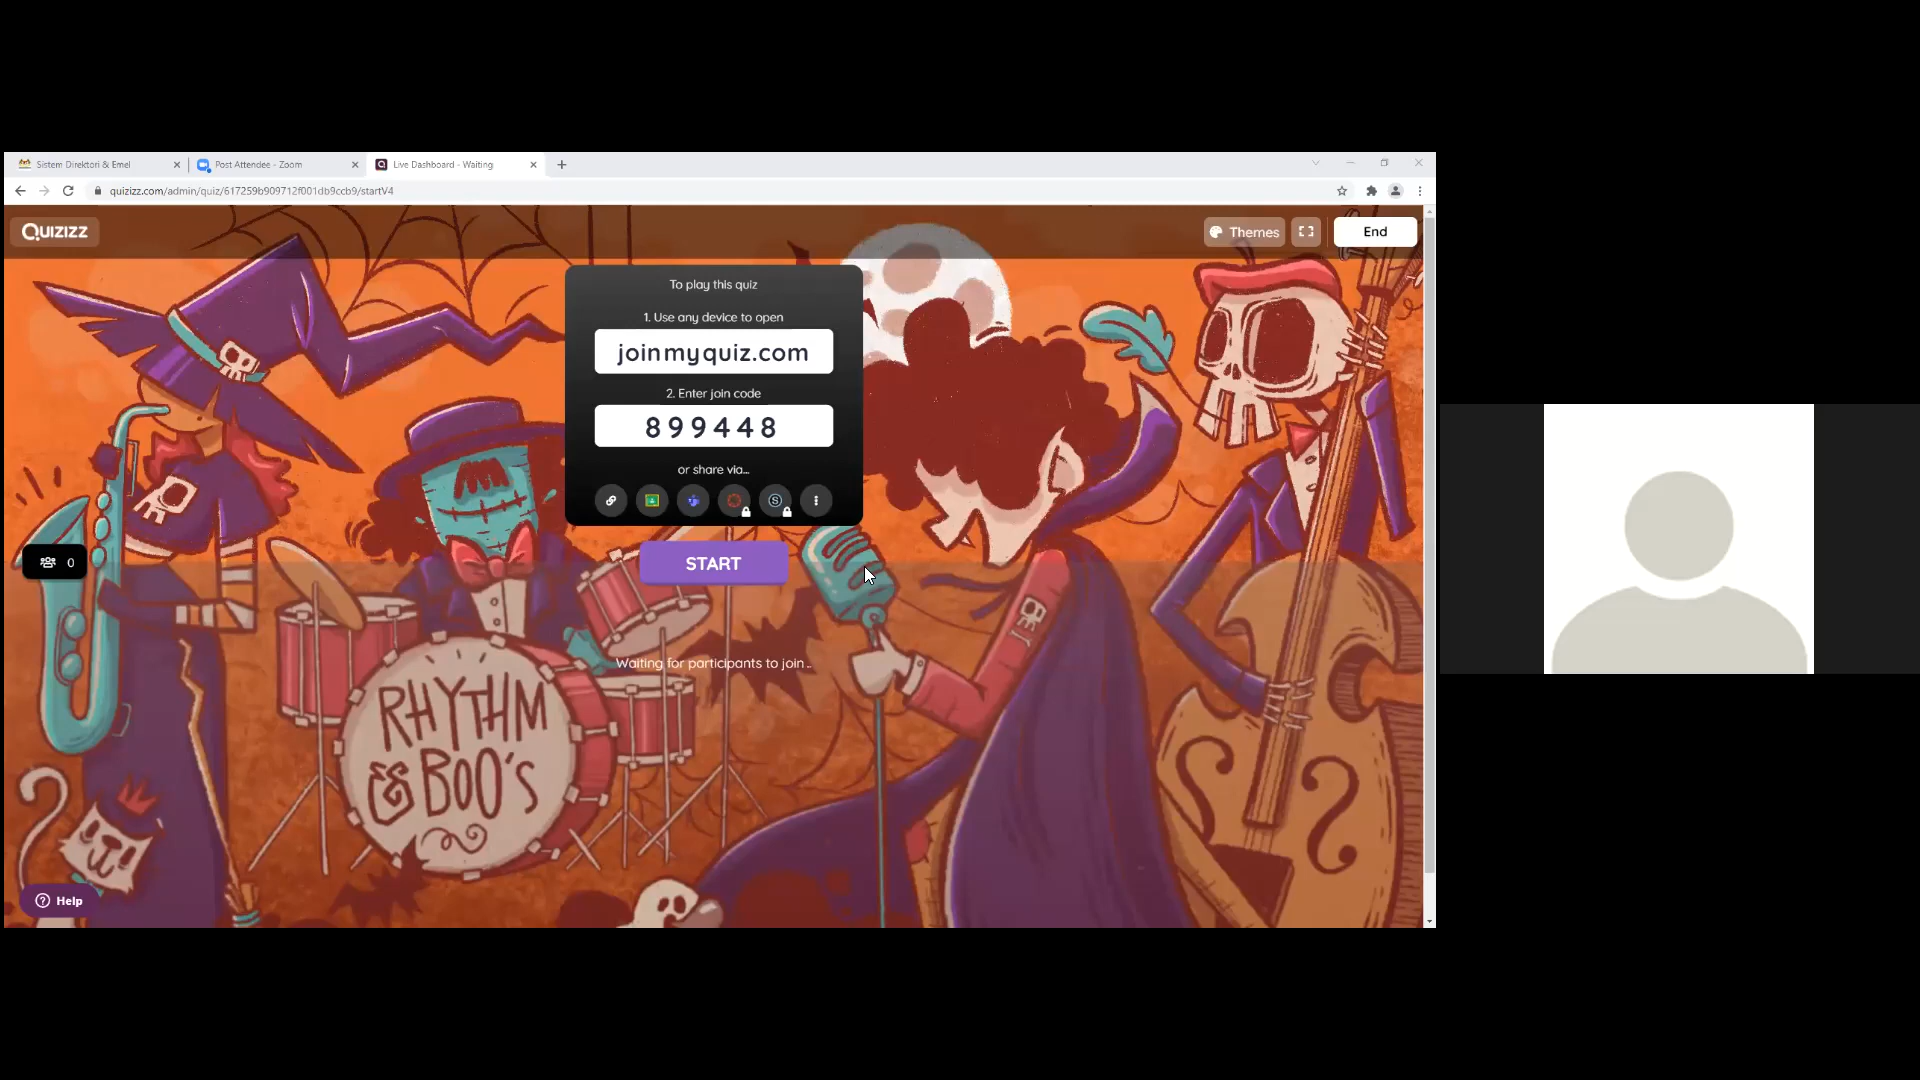 Sistem Direktori & Emel
Post Attendee - Zoom
Live Dashboard - Waiting
quizizz.com/admin/quiz/617259b909712f001db9ccb9/startV4
Quizizz
Themes
End
To play this quiz
1. Use any device to open
joinmyquiz.com
2. Enter join code
899448
or share via...
0
START
Waiting for participants to join ..
RHYTHM
& BOO'S
Help